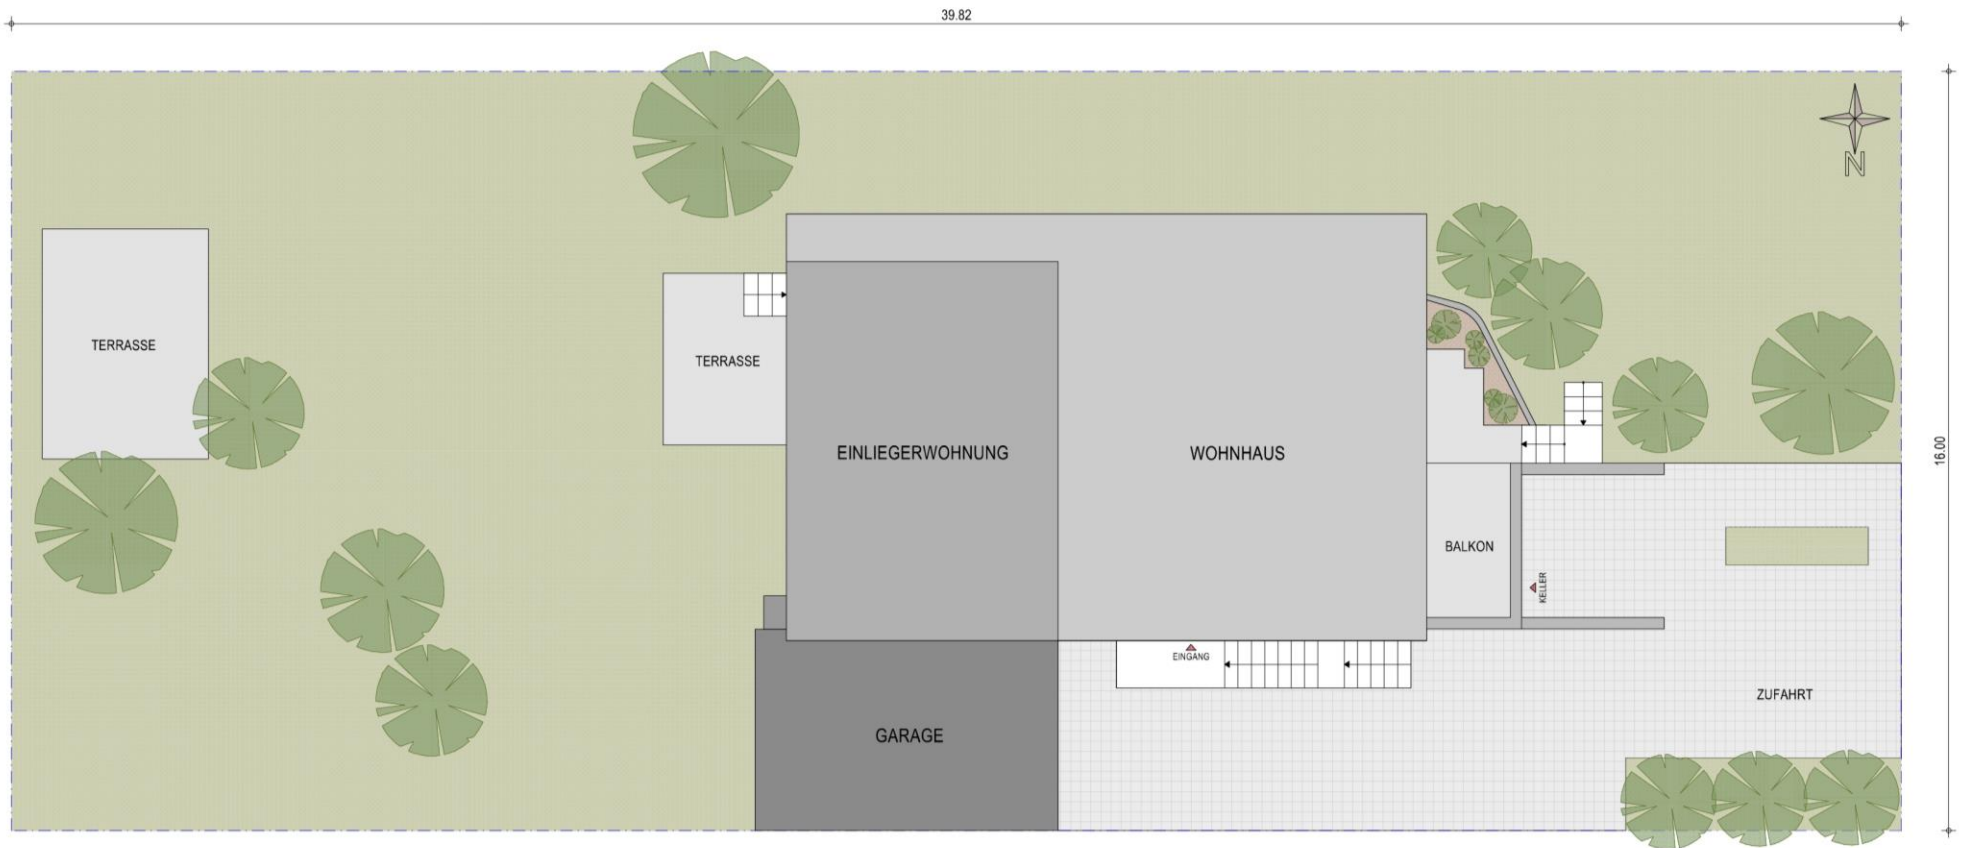 39.82
N
TERRASSE
TERRASSE
EINLIEGERWOHNUNG
WOHNHAUS
16.00
BALKON
KELLER
EINGANG
ZUFAHRT
GARAGE